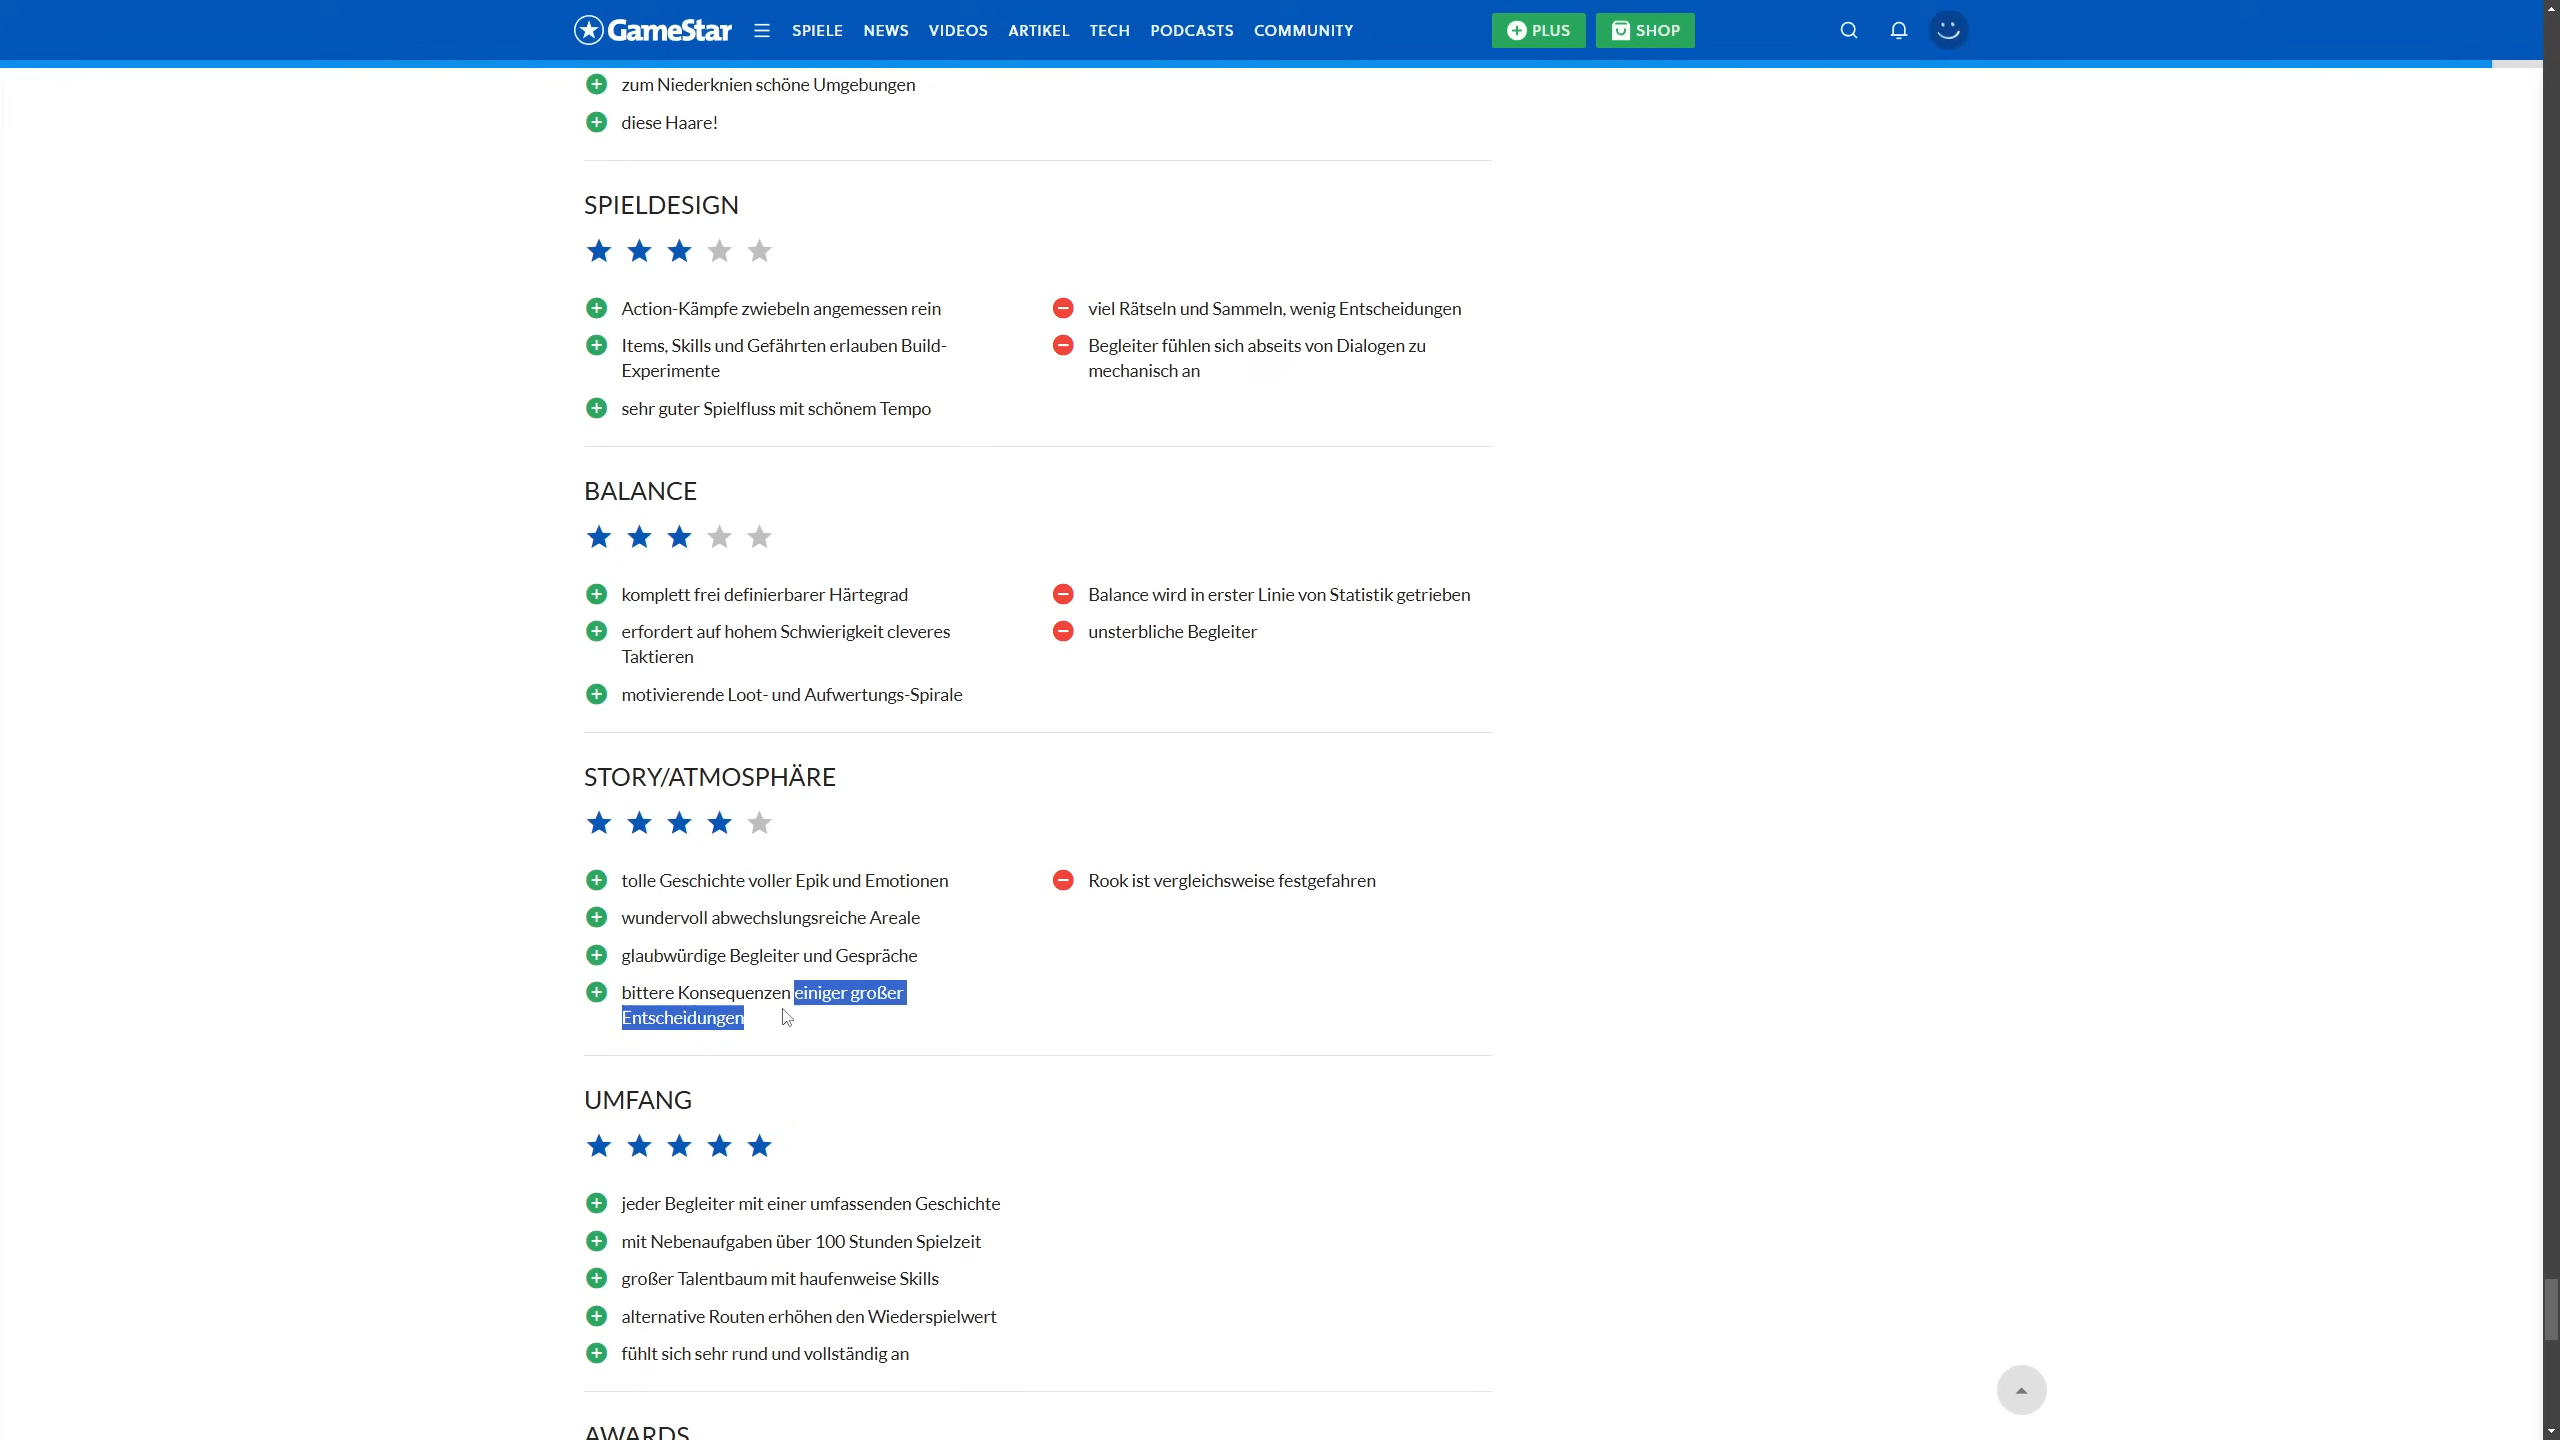 GameStar
SPIELE NEWS VIDEOS ARTIKEL TECH PODCASTS COMMUNITY
PLUS
SHOP
zum Niederknien schöne Umgebungen
diese Haare!
SPIELDESIGN
Action-Kämpfe zwiebeln angemessen rein
Items, Skills und Gefährten erlauben Build-
Experimente
sehr guter Spielfluss mit schönem Tempo
viel Rätseln und Sammeln, wenig Entscheidungen
Begleiter fühlen sich abseits von Dialogen zu
mechanisch an
BALANCE
komplett frei definierbarer Härtegrad
erfordert auf hohem Schwierigkeit cleveres
Taktieren
motivierende Loot- und Aufwertungs-Spirale
Balance wird in erster Linie von Statistik getrieben
unsterbliche Begleiter
STORY/ATMOSPHÄRE
tolle Geschichte voller Epik und Emotionen
wundervoll abwechslungsreiche Areale
glaubwürdige Begleiter und Gespräche
bittere Konsequenzen einiger großer
Entscheidungen
Rook ist vergleichsweise festgefahren
UMFANG
jeder Begleiter mit einer umfassenden Geschichte
mit Nebenaufgaben über 100 Stunden Spielzeit
großer Talentbaum mit haufenweise Skills
alternative Routen erhöhen den Wiederspielwert
fühlt sich sehr rund und vollständig an
AWARDS